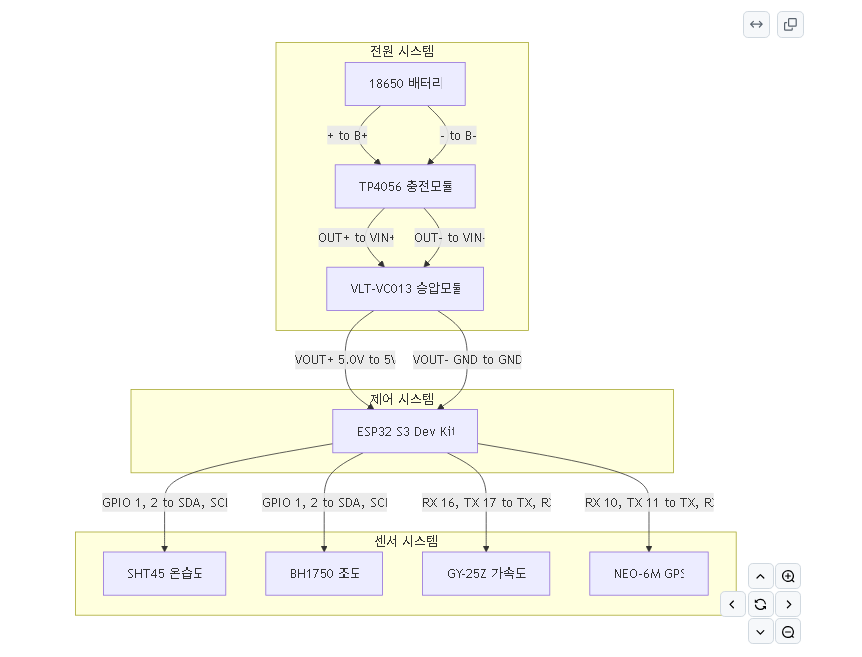 전원 시스템
18650 배터리
+ to B+
- to B-
TP4056 충전모듈
OUT+ to VIN+
OUT- to VIN-
VLT-VC013 승압모듈
VOUT+ 5.0V to 5V
VOUT- GND to GND
제어 시스템
ESP32 S3 Dev Kit
GPIO 1, 2 to SDA, SCL
GPIO 1, 2 to SDA, SCL
RX 16, TX 17 to TX, RX
RX 10, TX 11 to TX, RX
센서 시스템
SHT45 온습도
BH1750 조도
GY-25Z 가속도
NEO-6M GPS